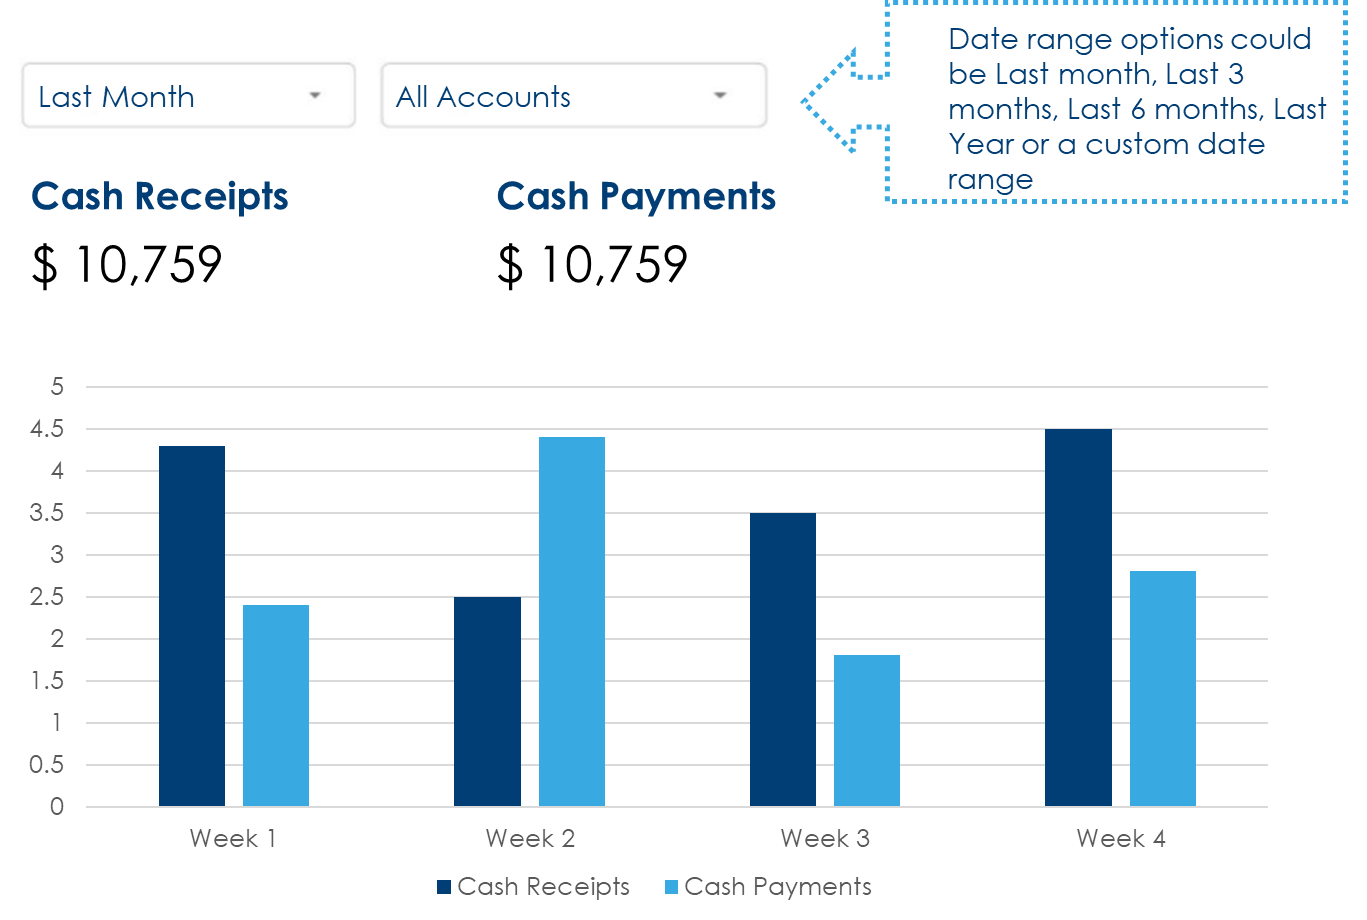 Date range options could
be Last month, Last 3
months, Last 6 months, Last
Year or a custom date
range
Last Month
All Accounts
Cash Receipts
Cash Payments
$ 10,759
$ 10,759
5
4.5
4
3.5
3
2.5
2
1.5
1
0.5
0
Week 1
Week 2
Week 3
Week 4
Cash Receipts
Cash Payments